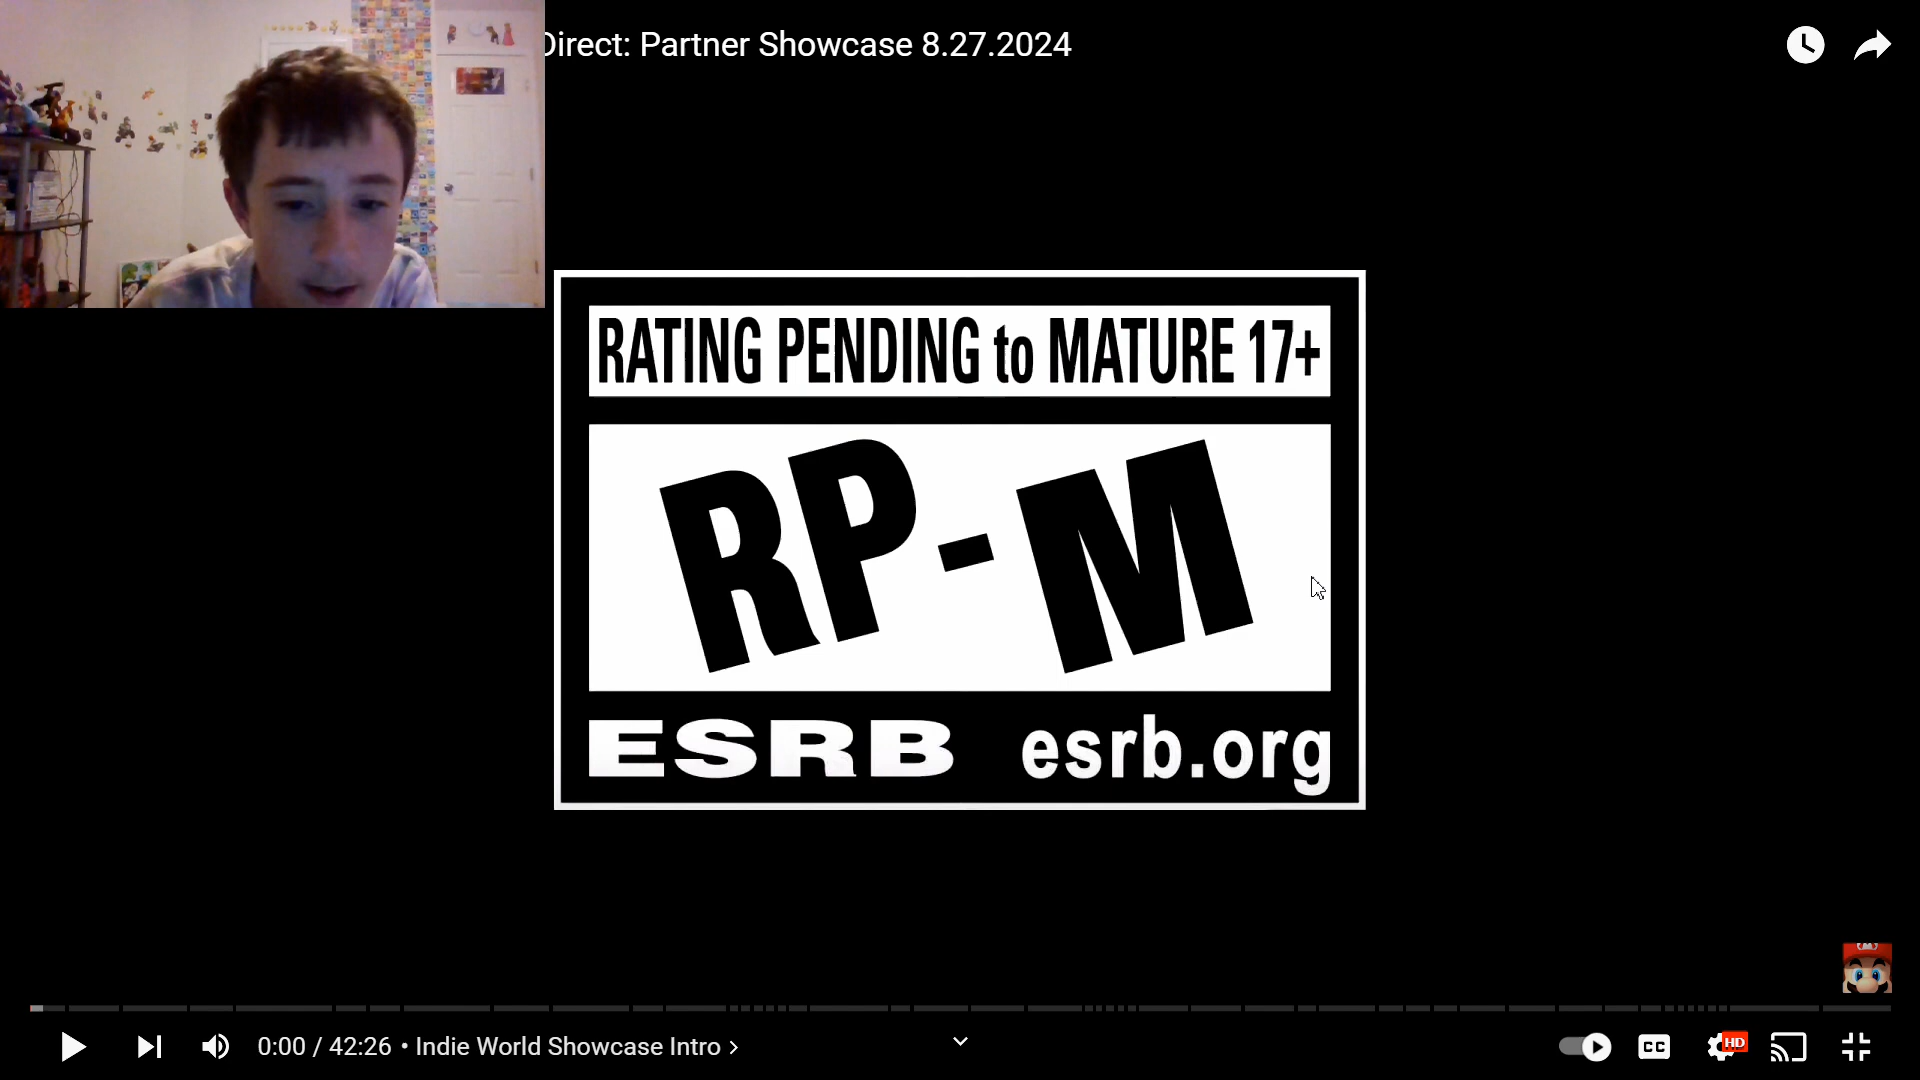 Direct: Partner Showcase 8.27.2024
RATING PENDING to MATURE 17+
RP-M
ESRB esrb.org
M
0:00 / 42:26 • Indie World Showcase Intro
CC
HD